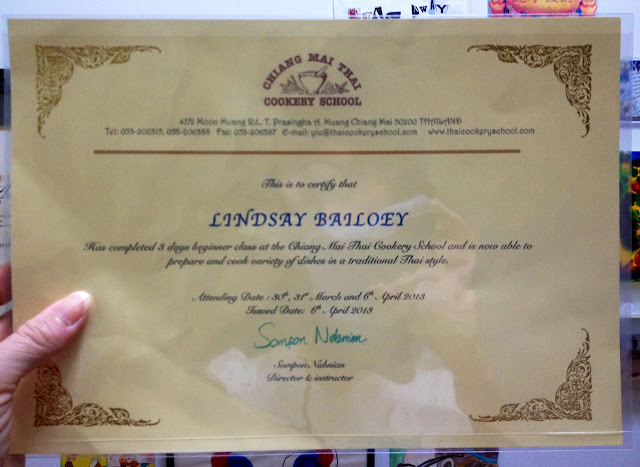 CHIANG MAI THAI
COOKERY SCHOOL
47/2 Moon Muang Rd., T. Prasingha A. Muang Chiang Mai 50200 THAILAND
Tel: 053-206315, 053-206388 Fax: 053-206387 E-mail: yiu@thaicookeryschool.com www.thaicookeryschool.com
This is to certify that
LINDSAY BAILOEY
Has completed 3 days beginner class at the Chiang Mai Thai Cookery School and is now able to
prepare and cook variety of dishes in a traditional Thai style.
Attending Date : 30th, 31st March and 6th April 2013
Issued Date: 6th April 2013
Sompon Nabnian
Sompon Nabnian
Director & instructor